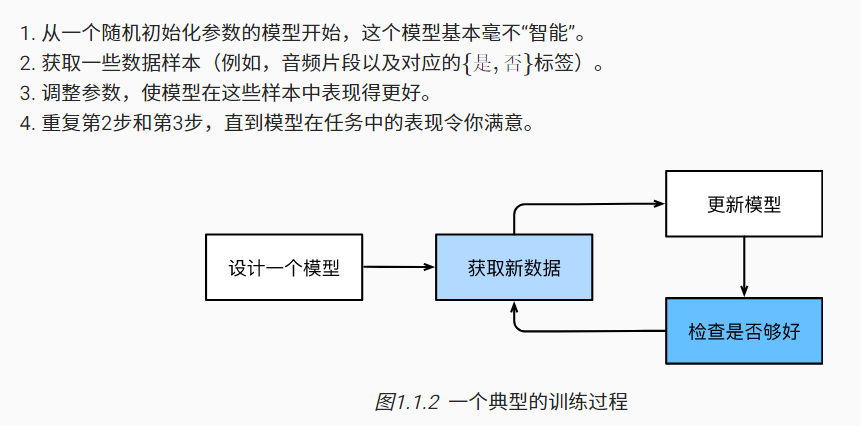 1. 从一个随机初始化参数的模型开始，这个模型基本毫不“智能”。
2. 获取一些数据样本（例如，音频片段以及对应的{是, 否}标签）。
3. 调整参数，使模型在这些样本中表现得更好。
4. 重复第2步和第3步，直到模型在任务中的表现令你满意。
设计一个模型
获取新数据
更新模型
检查是否够好
图1.1.2 一个典型的训练过程